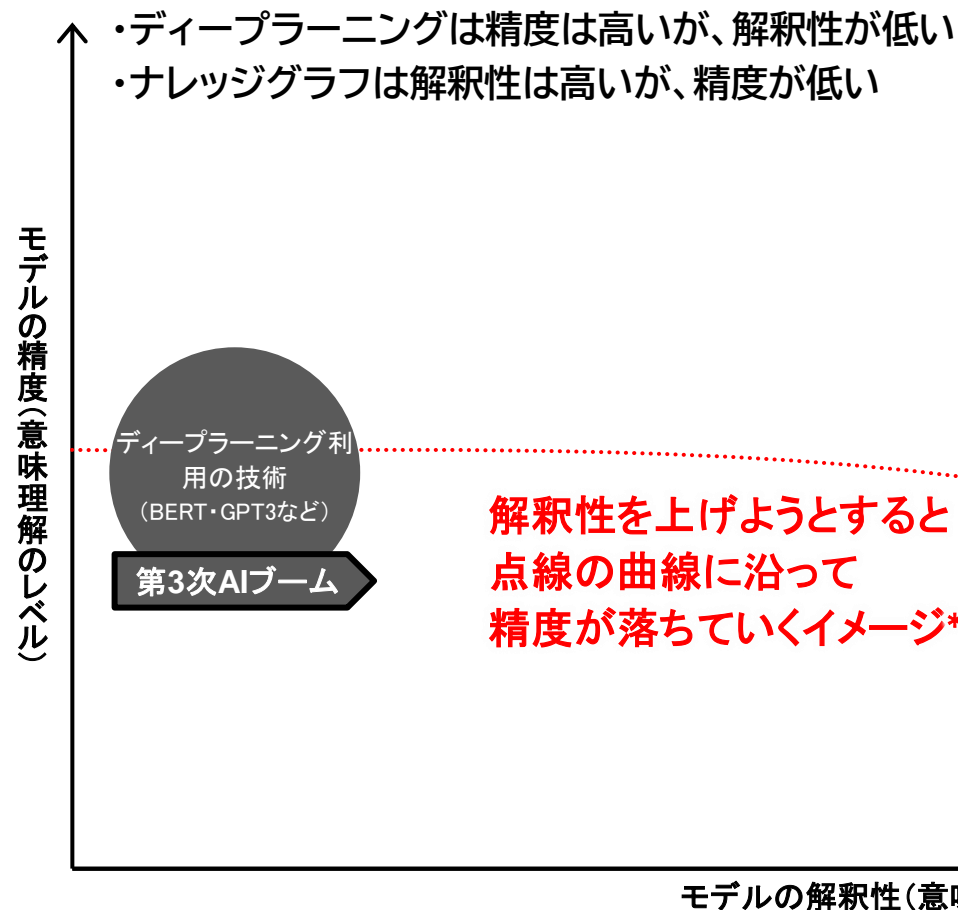 ・ディープラーニングは精度は高いが、解釈性が低い
・ナレッジグラフは解釈性は高いが、精度が低い
モデルの精度(意味理解のレベル)
ディープラーニング利
用の技術
(BERT・GPT3など)
第3次AIブーム
解釈性を上げようとすると
点線の曲線に沿って
精度が落ちていくイメージ*
モデルの解釈性(意